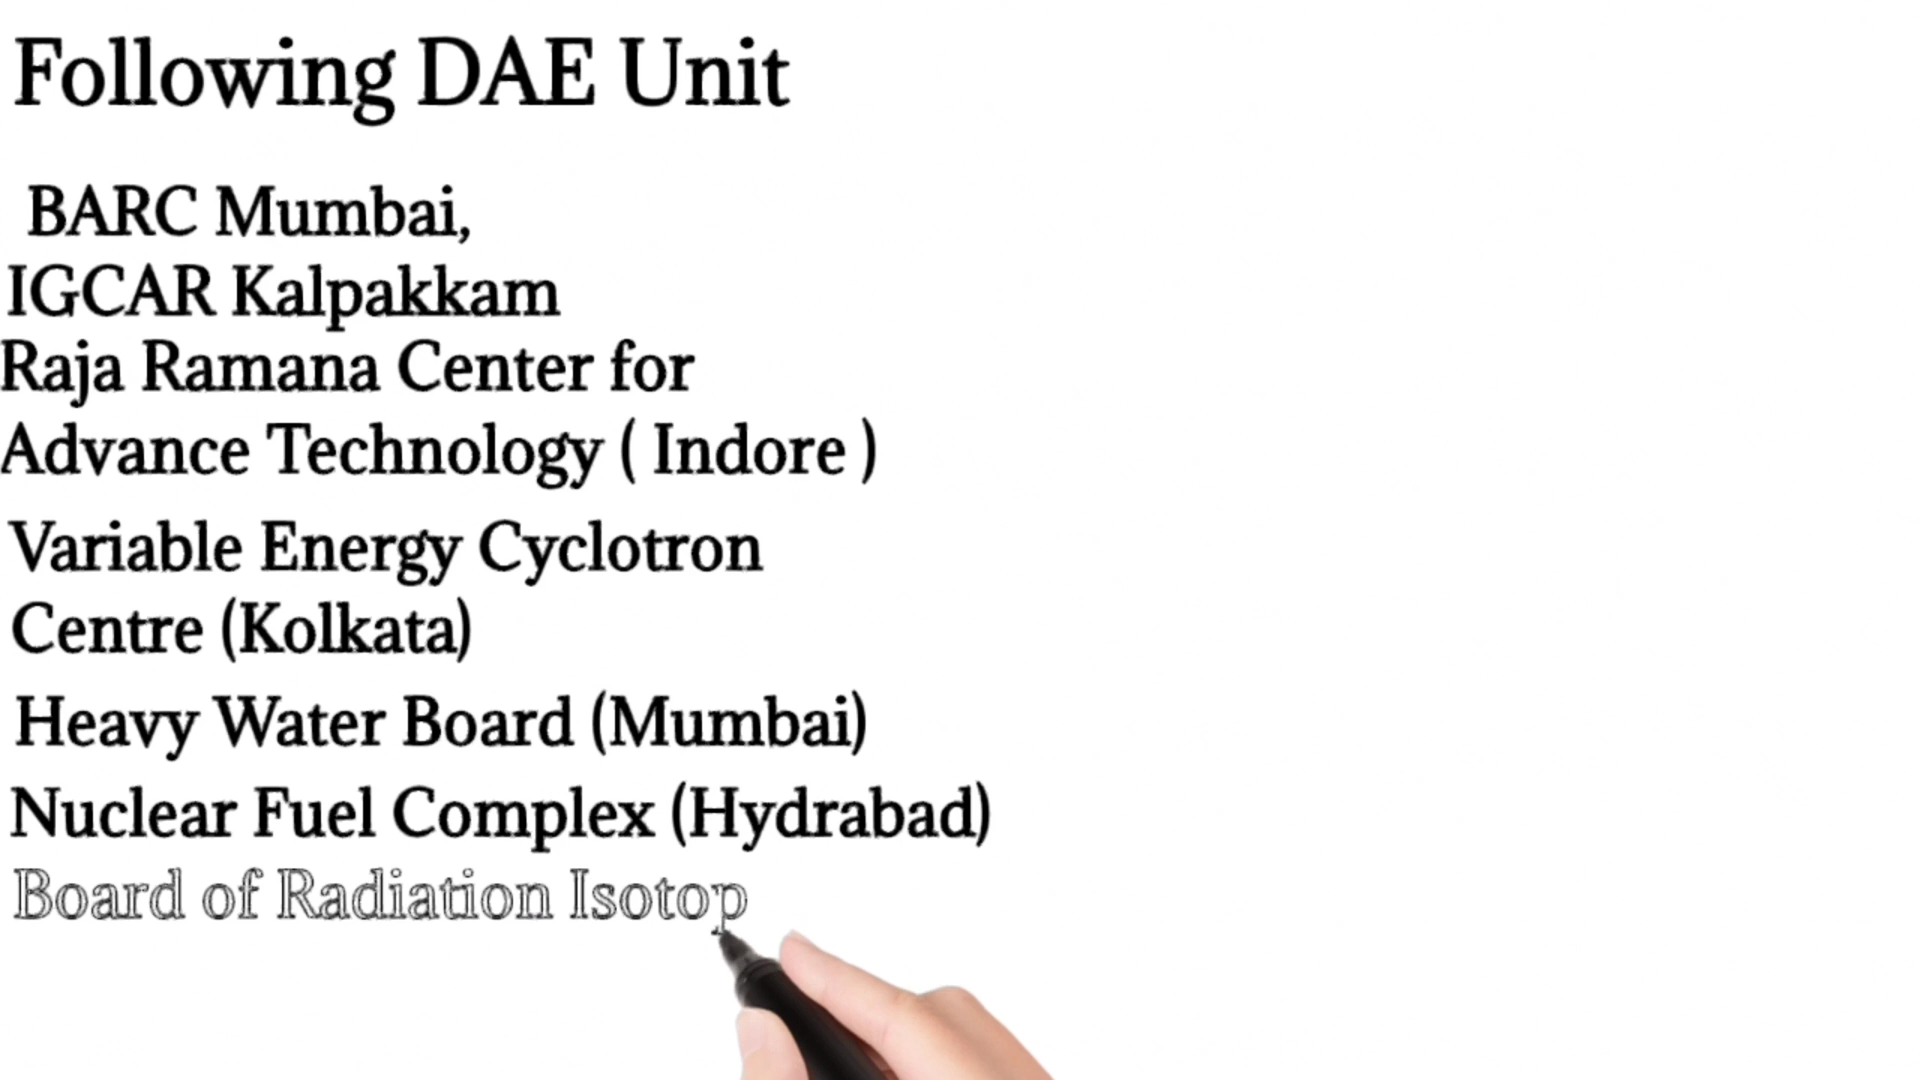 Following DAE Unit
BARC Mumbai,
IGCAR Kalpakkam
Raja Ramana Center for
Advance Technology ( Indore )
Variable Energy Cyclotron
Centre (Kolkata)
Heavy Water Board (Mumbai)
Nuclear Fuel Complex (Hydrabad)
Board of Radiation Isotop